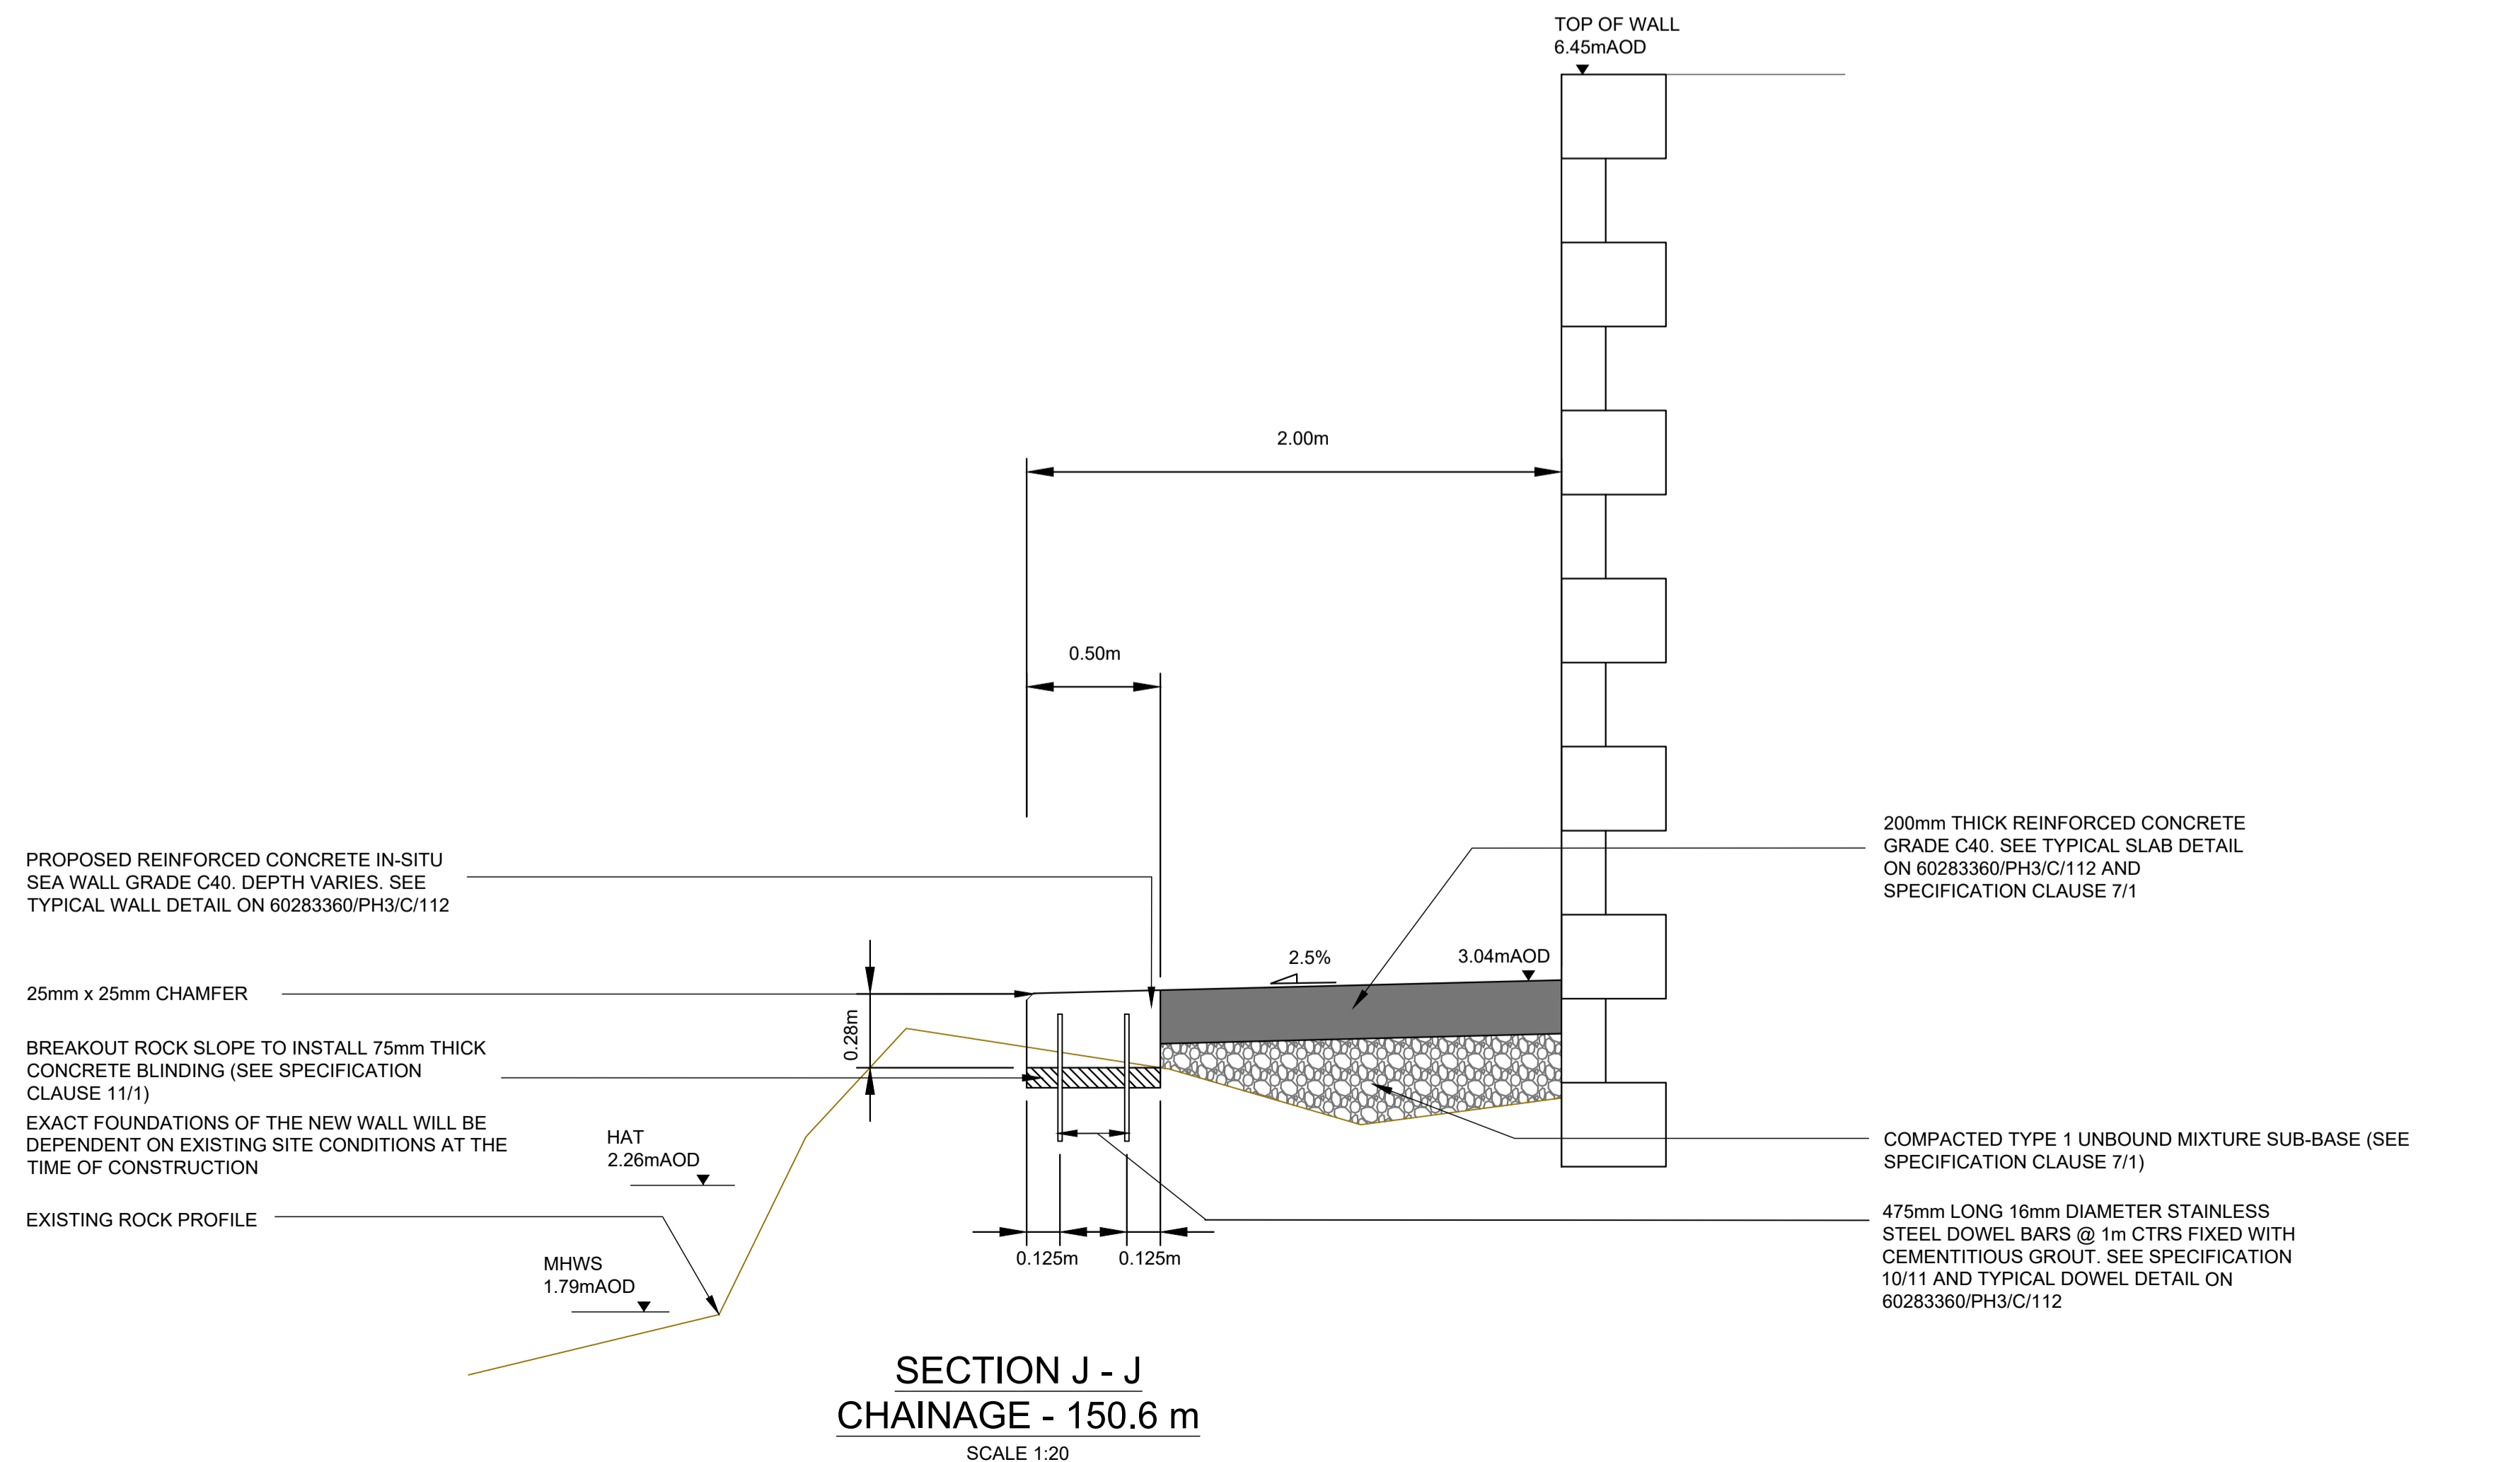 TOP OF WALL
6.45mAOD
2.00m
0.50m
PROPOSED REINFORCED CONCRETE IN-SITU
SEA WALL GRADE C40. DEPTH VARIES. SEE
TYPICAL WALL DETAIL ON 60283360/PH3/C/112
25mm x 25mm CHAMFER
BREAKOUT ROCK SLOPE TO INSTALL 75mm THICK
CONCRETE BLINDING (SEE SPECIFICATION
CLAUSE 11/1)
EXACT FOUNDATIONS OF THE NEW WALL WILL BE
DEPENDENT ON EXISTING SITE CONDITIONS AT THE
TIME OF CONSTRUCTION
EXISTING ROCK PROFILE
HAT
2.26mAOD
MHWS
1.79mAOD
0.28m
2.5%
3.04mAOD
0.125m
0.125m
200mm THICK REINFORCED CONCRETE
GRADE C40. SEE TYPICAL SLAB DETAIL
ON 60283360/PH3/C/112 AND
SPECIFICATION CLAUSE 7/1
COMPACTED TYPE 1 UNBOUND MIXTURE SUB-BASE (SEE
SPECIFICATION CLAUSE 7/1)
475mm LONG 16mm DIAMETER STAINLESS
STEEL DOWEL BARS @ 1m CTRS FIXED WITH
CEMENTITIOUS GROUT. SEE SPECIFICATION
10/11 AND TYPICAL DOWEL DETAIL ON
60283360/PH3/C/112
SECTION J - J
CHAINAGE - 150.6 m
SCALE 1:20